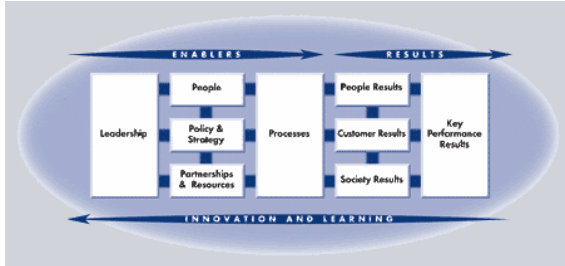 ENABLERS
RESULTS
Leadership
People
Policy &
Strategy
Partnerships
& Resources
Processes
People Results
Customer Results
Society Results
Key
Performance
Results
INNOVATION AND LEARNING